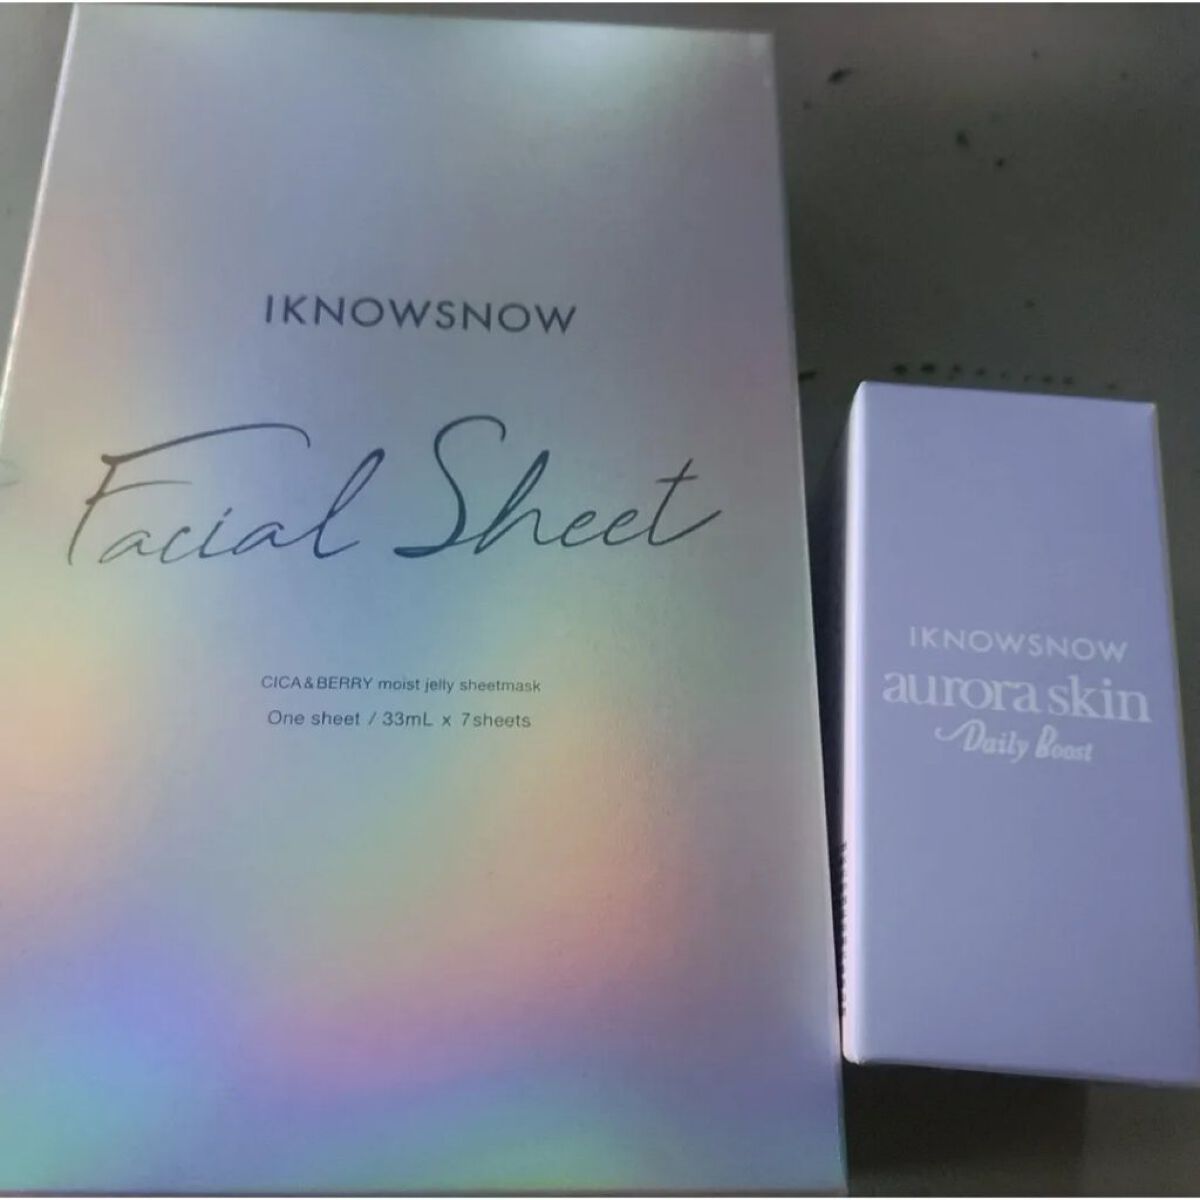 IKNOWSNOW
Facial Sheet
CICA&BERRY moist jelly sheetmask
One sheet / 33mL x 7sheets
IKNOWSNOW
aurora skin
Daily Boost